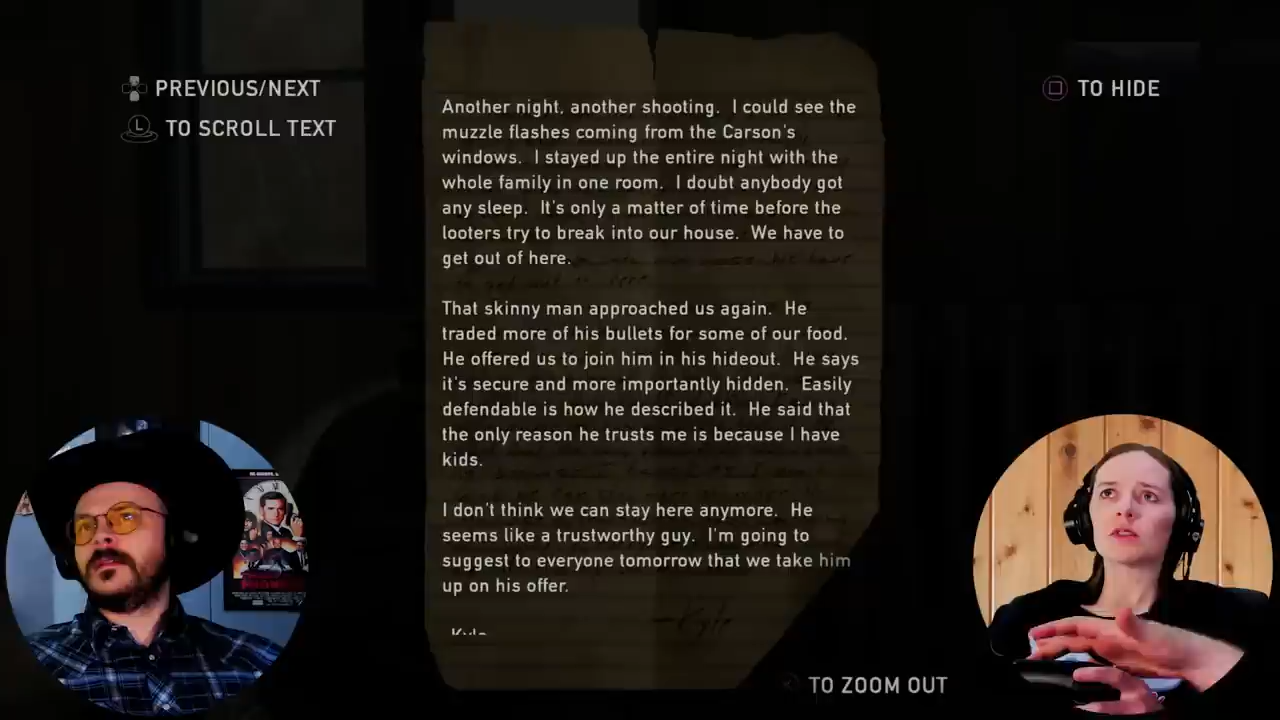 PREVIOUS/NEXT
L TO SCROLL TEXT
TO HIDE
Another night, another shooting. I could see the
muzzle flashes coming from the Carson's
windows. I stayed up the entire night with the
whole family in one room. I doubt anybody got
any sleep. It's only a matter of time before the
looters try to break into our house. We have to
get out of here.
That skinny man approached us again. He
traded more of his bullets for some of our food.
He offered us to join him in his hideout. He says
it's secure and more importantly hidden. Easily
defendable is how he described it. He said that
the only reason he trusts me is because I have
kids.
I don't think we can stay here anymore. He
seems like a trustworthy guy. I'm going to
suggest to everyone tomorrow that we take him
up on his offer.
Kyle
TO ZOOM OUT